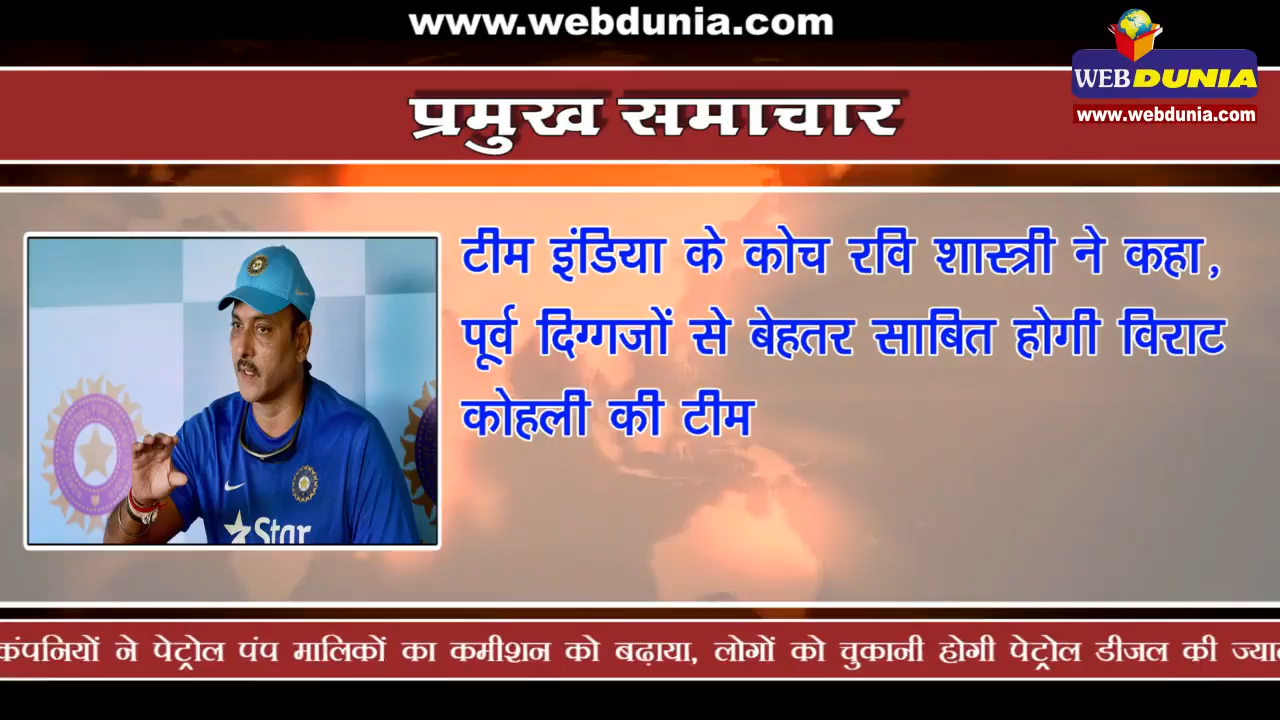 www.webdunia.com
WEBDUNIA
www.webdunia.com
प्रमुख समाचार
टीम इंडिया के कोच रवि शास्त्री ने कहा,
पूर्व दिग्गजों से बेहतर साबित होगी विराट
कोहली की टीम
Star
कंपनियों ने पेट्रोल पंप मालिकों का कमीशन को बढ़ाया, लोगों को चुकानी होगी पेट्रोल डीजल की